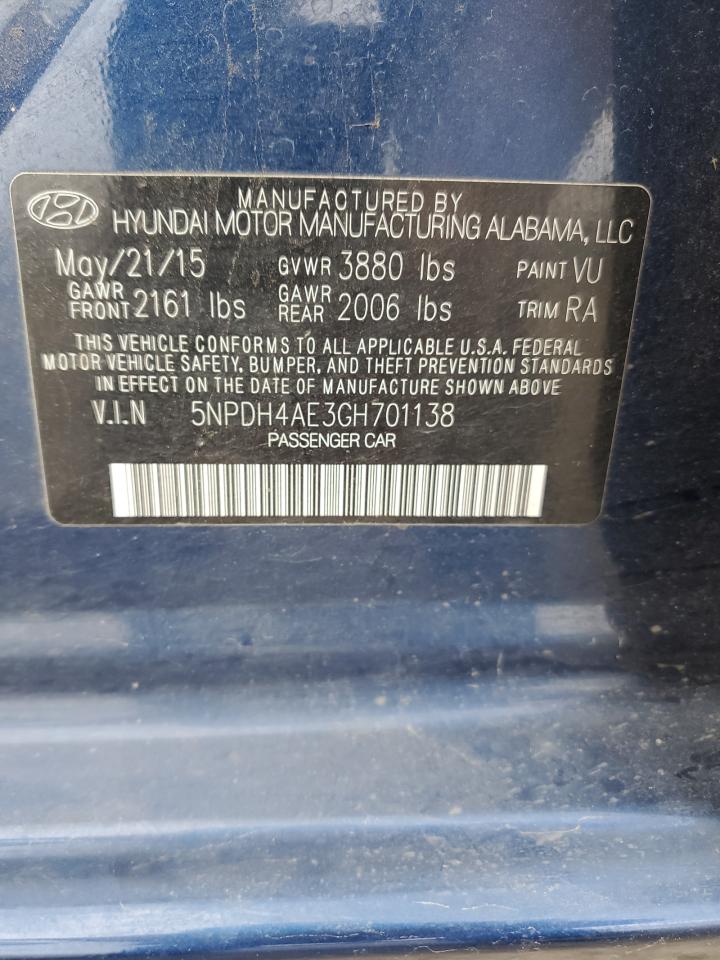 MANUFACTURED BY
HYUNDAI MOTOR MANUFACTURING ALABAMA, LLC
May/21/15 GVWR 3880 lbs PAINT VU
GAWR FRONT 2161 lbs GAWR REAR 2006 lbs TRIM RA
THIS VEHICLE CONFORMS TO ALL APPLICABLE U.S.A. FEDERAL
MOTOR VEHICLE SAFETY, BUMPER, AND THEFT PREVENTION STANDARDS
IN EFFECT ON THE DATE OF MANUFACTURE SHOWN ABOVE
V.I.N 5NPDH4AE3GH701138
PASSENGER CAR